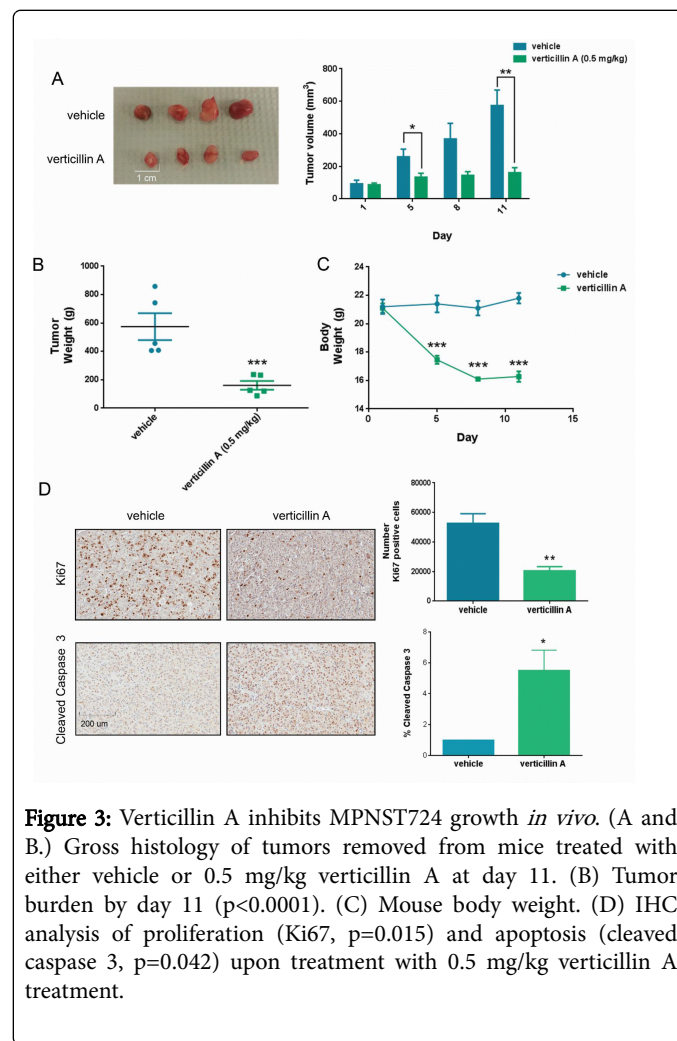 A
vehicle
verticillin A
1 cm
vehicle
verticillin A (0.5 mg/kg)
Tumor volume (mm³)
800
600
400
200
0
*
**
1
5
8
11
Day
B
Tumor
Weight (g)
1000
800
600
400
200
0
***
vehicle
verticillin A (0.5 mg/kg)
C
vehicle
verticillin A
Body
Weight (g)
22
20
18
16
14
***
***
***
0
5
10
15
Day
D
vehicle
verticillin A
Ki67
Cleaved Caspase 3
200 um
Number
Ki67 positive cells
80000
60000
40000
20000
0
**
vehicle
verticillin A
% Cleaved Caspase 3
8
6
4
2
0
*
vehicle
verticillin A
Figure 3: Verticillin A inhibits MPNST724 growth in vivo. (A and
B.) Gross histology of tumors removed from mice treated with
either vehicle or 0.5 mg/kg verticillin A at day 11. (B) Tumor
burden by day 11 (p<0.0001). (C) Mouse body weight. (D) IHC
analysis of proliferation (Ki67, p=0.015) and apoptosis (cleaved
caspase 3, p=0.042) upon treatment with 0.5 mg/kg verticillin A
treatment.